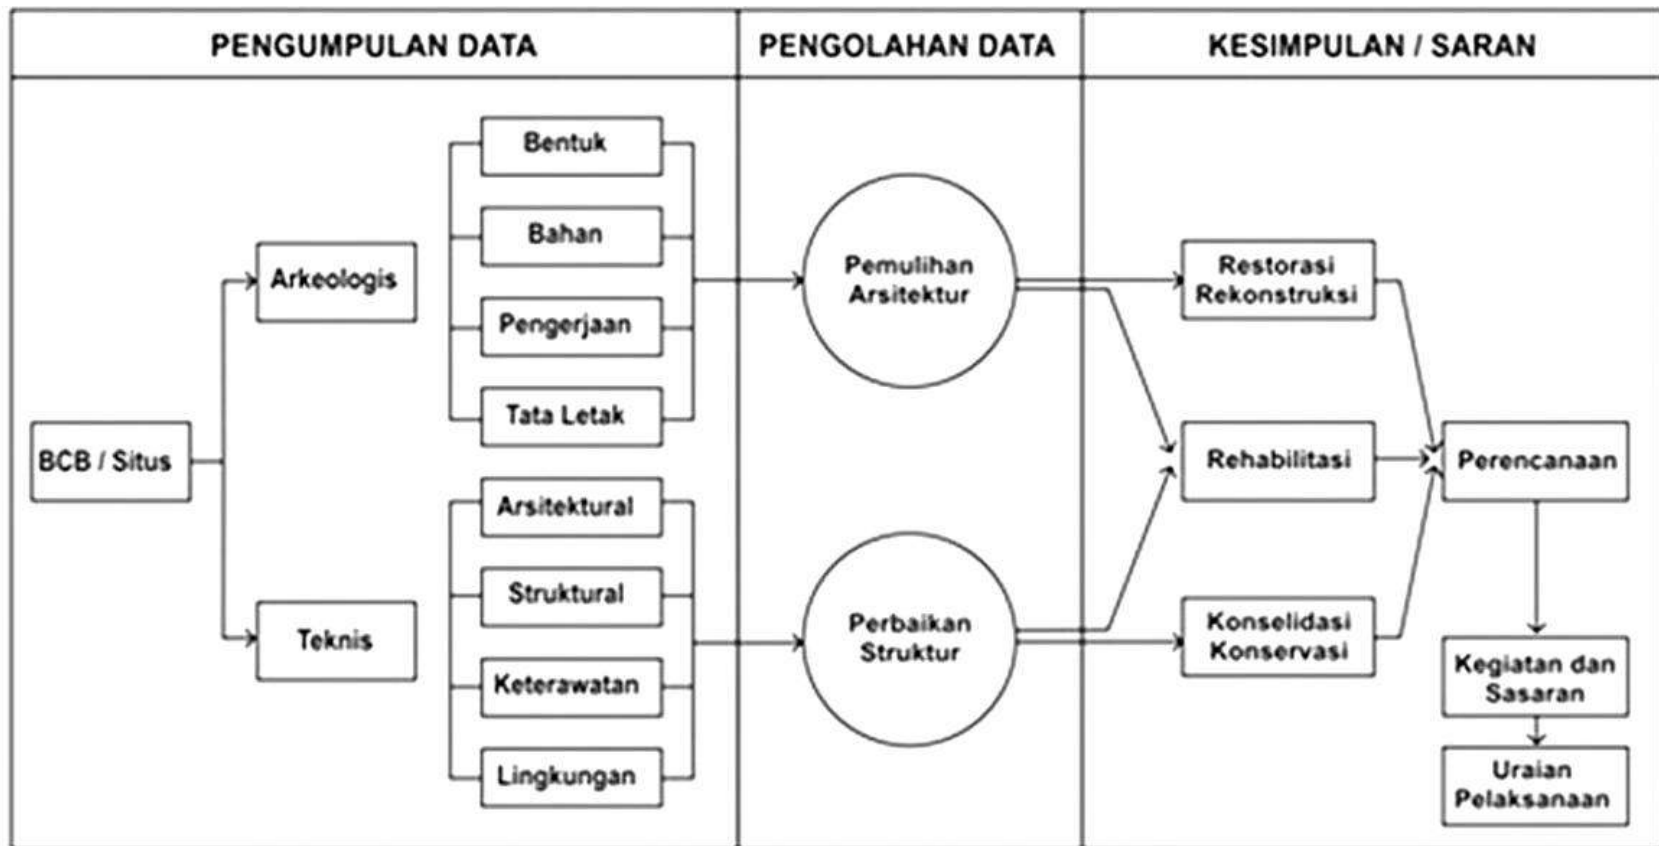 PENGUMPULAN DATA
PENGOLAHAN DATA
KESIMPULAN / SARAN
BCB / Situs
Arkeologis
Teknis
Bentuk
Bahan
Pengerjaan
Tata Letak
Arsitektural
Struktural
Keterawatan
Lingkungan
Pemulihan
Arsitektur
Perbaikan
Struktur
Restorasi
Rekonstruksi
Rehabilitasi
Konselidasi
Konservasi
Perencanaan
Kegiatan dan
Sasaran
Uraian
Pelaksanaan